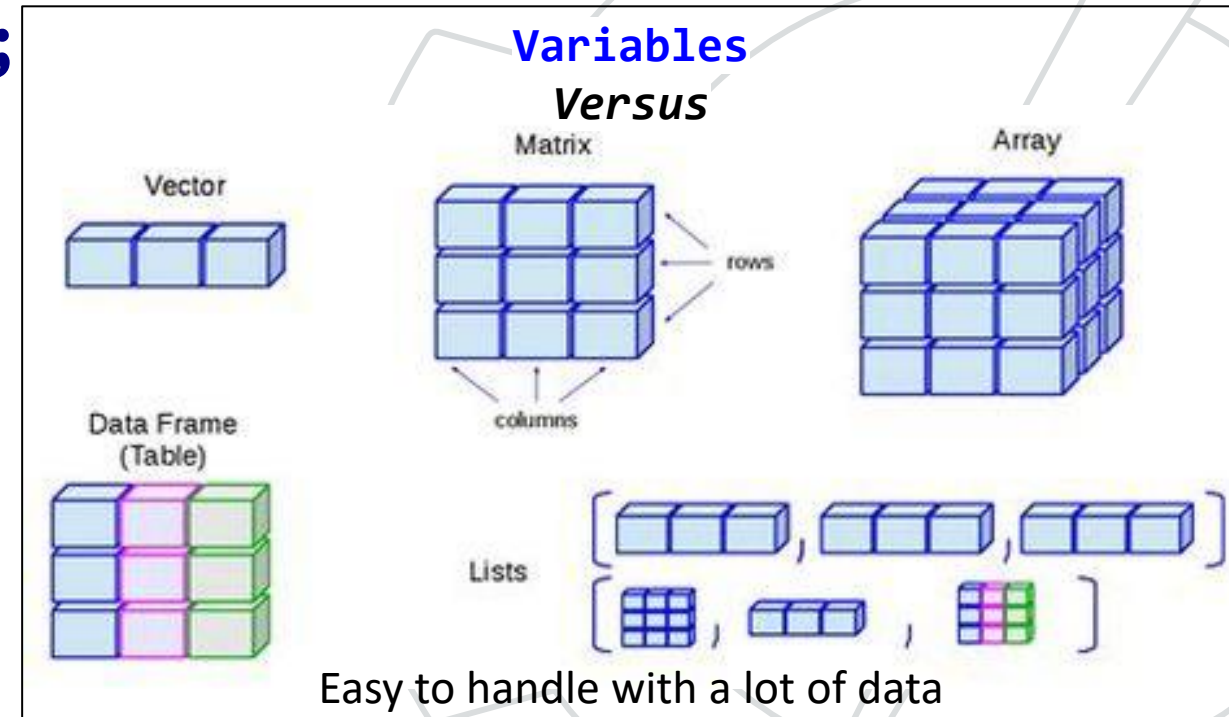 Variables
Versus
Vector
Matrix
Array
rows
columns
Data Frame
(Table)
Lists
[ , , ]
[ , , ]
Easy to handle with a lot of data